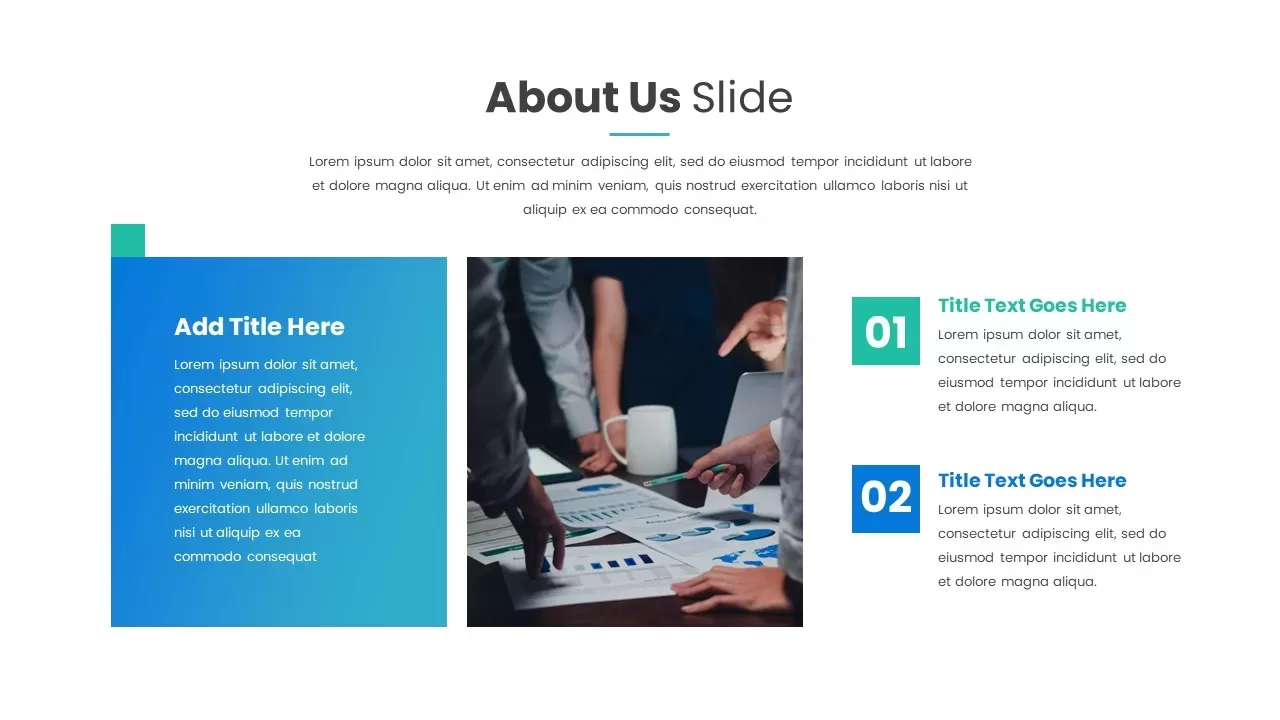 About Us Slide
Lorem ipsum dolor sit amet, consectetur adipiscing elit, sed do eiusmod tempor incididunt ut labore
et dolore magna aliqua. Ut enim ad minim veniam, quis nostrud exercitation ullamco laboris nisi ut
aliquip ex ea commodo consequat.
Add Title Here
Lorem ipsum dolor sit amet,
consectetur adipiscing elit,
sed do eiusmod tempor
incididunt ut labore et dolore
magna aliqua. Ut enim ad
minim veniam, quis nostrud
exercitation ullamco laboris
nisi ut aliquip ex ea
commodo consequat
01
Title Text Goes Here
Lorem ipsum dolor sit amet,
consectetur adipiscing elit, sed do
eiusmod tempor incididunt ut labore
et dolore magna aliqua.
02
Title Text Goes Here
Lorem ipsum dolor sit amet,
consectetur adipiscing elit, sed do
eiusmod tempor incididunt ut labore
et dolore magna aliqua.